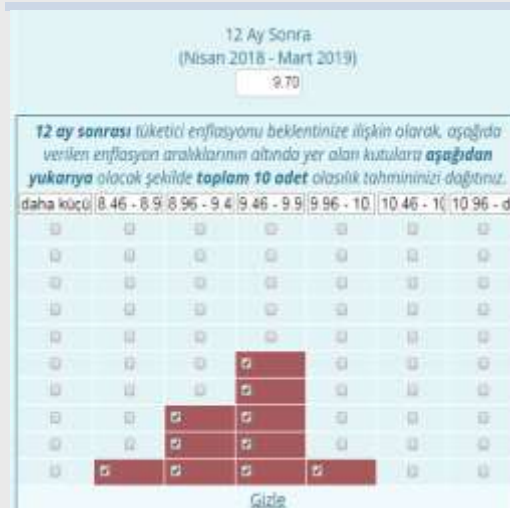 12 Ay Sonra
(Nisan 2018 - Mart 2019)
9.70
12 ay sonrası tüketici enflasyonu beklentinize ilişkin olarak, aşağıda
verilen enflasyon aralıklarının altında yer alan kutulara aşağıdan
yukarıya olacak şekilde toplam 10 adet olasılık tahmininizi dağıtınız.
daha küçü 8.46 - 8.9 8.96 - 9.4 9.46 - 9.9 9.96 - 10. 10.46 - 10 10.96 - d
Gizle